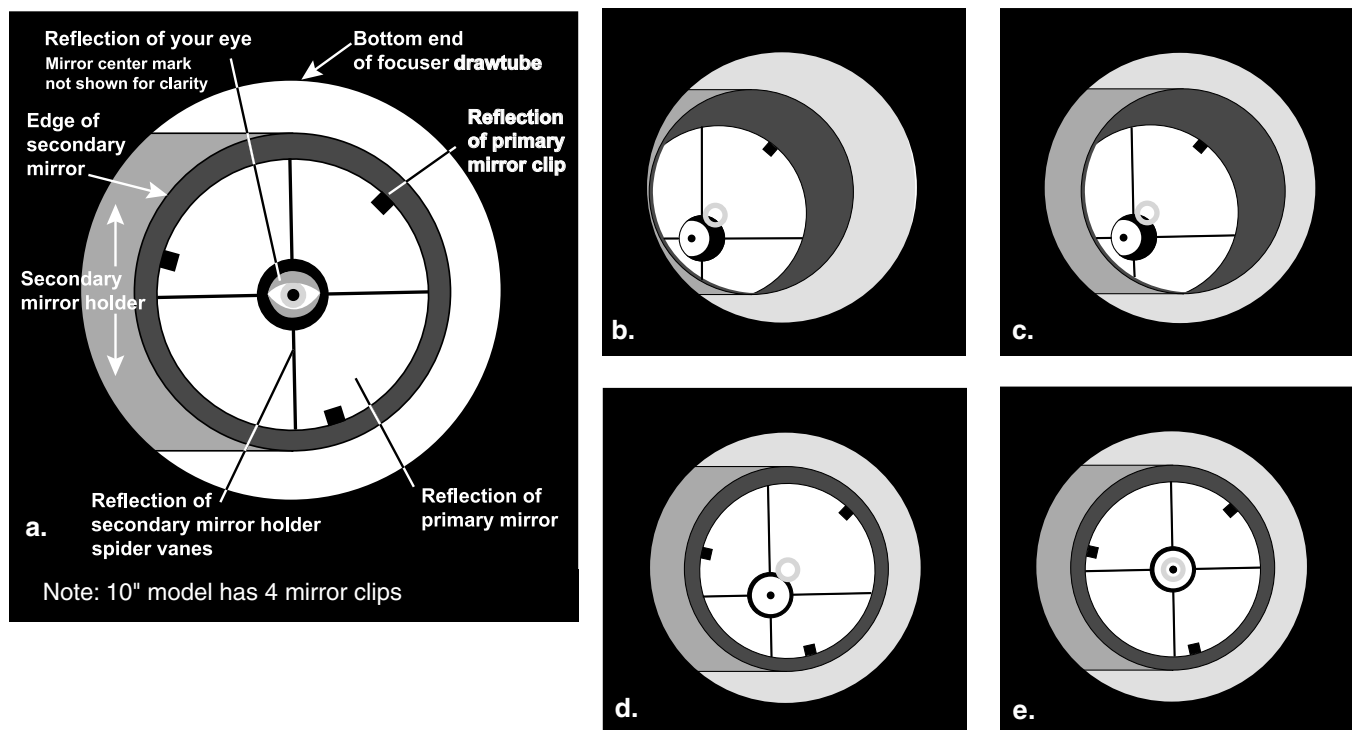 Reflection of your eye
Mirror center mark
not shown for clarity
Bottom end
of focuser drawtube
Edge of
secondary
mirror
Reflection
of primary
mirror clip
Secondary
mirror holder
Reflection of
secondary mirror holder
spider vanes
Reflection of
primary mirror
a.
Note: 10" model has 4 mirror clips
b.
c.
d.
e.